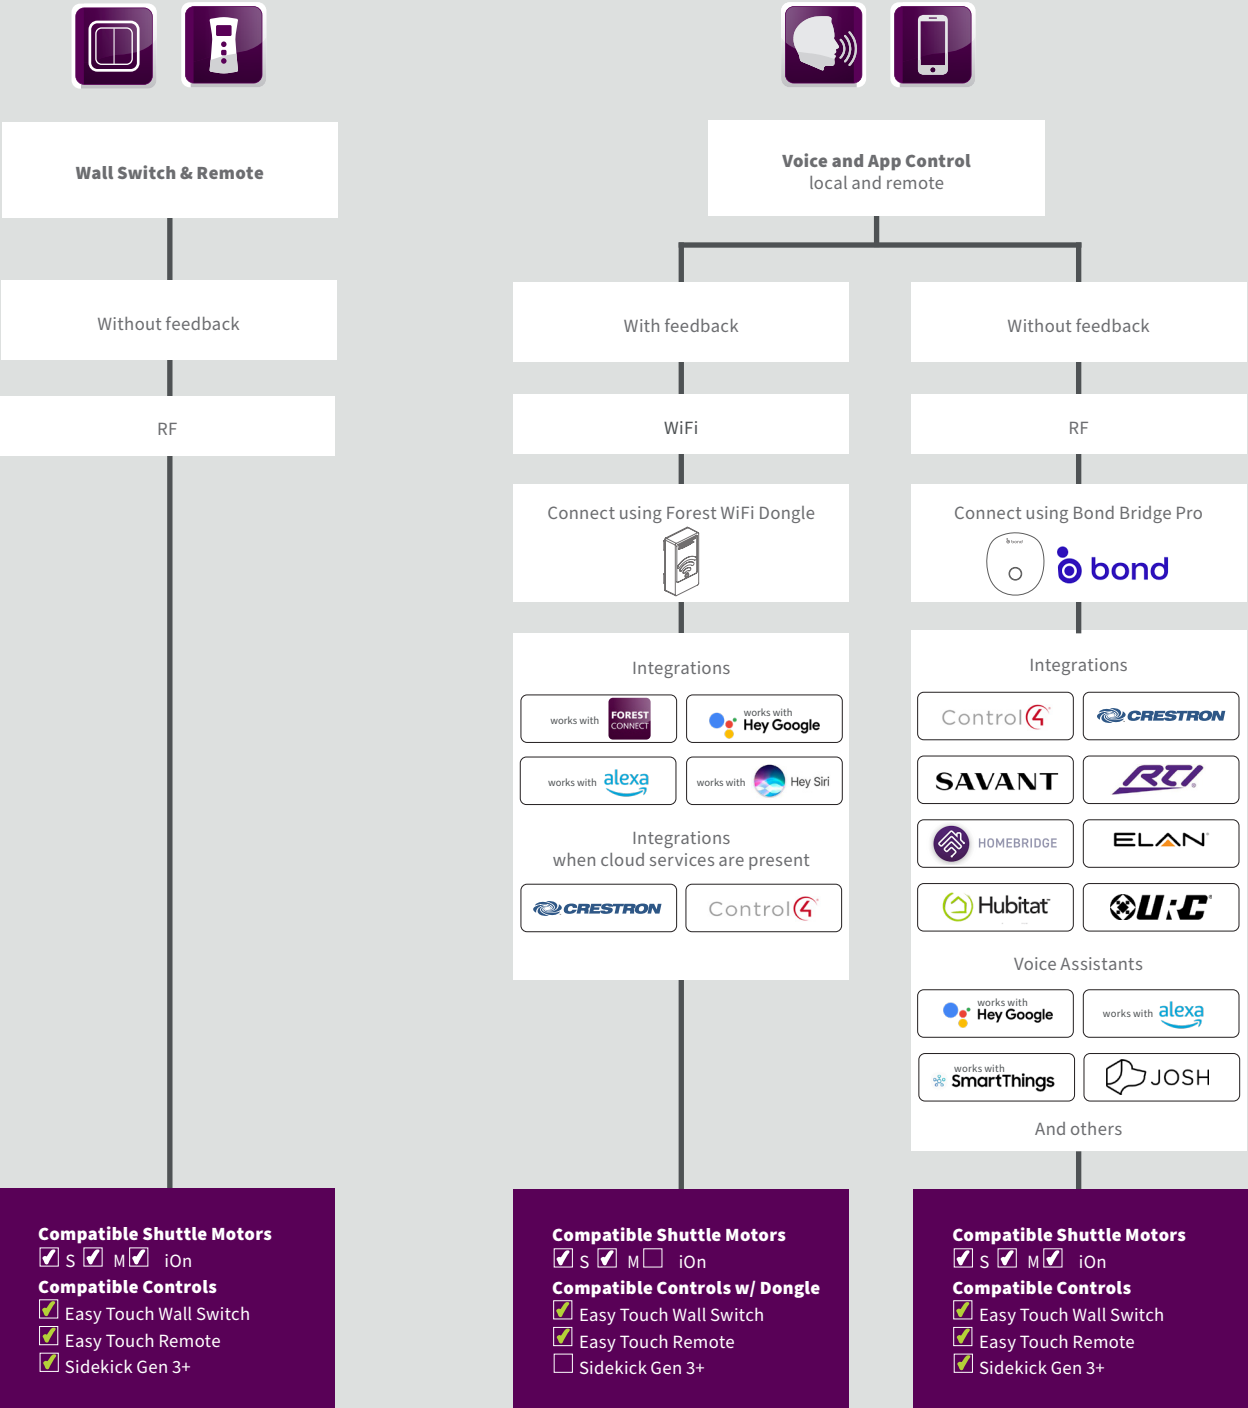 Wall Switch & Remote
Without feedback
RF
Compatible Shuttle Motors
S M iOn
Compatible Controls
Easy Touch Wall Switch
Easy Touch Remote
Sidekick Gen 3+
Voice and App Control
local and remote
With feedback
WiFi
Connect using Forest WiFi Dongle
Integrations
works with FOREST CONNECT
works with Hey Google
works with alexa
works with Hey Siri
Integrations
when cloud services are present
CRESTRON
Control4
Compatible Shuttle Motors
S M iOn
Compatible Controls w/ Dongle
Easy Touch Wall Switch
Easy Touch Remote
Sidekick Gen 3+
Without feedback
RF
Connect using Bond Bridge Pro
bond
bond
Integrations
Control4
CRESTRON
SAVANT
RTI
HOMEBRIDGE
ELAN
Hubitat
URC
Voice Assistants
works with Hey Google
works with alexa
works with SmartThings
JOSH
And others
Compatible Shuttle Motors
S M iOn
Compatible Controls
Easy Touch Wall Switch
Easy Touch Remote
Sidekick Gen 3+